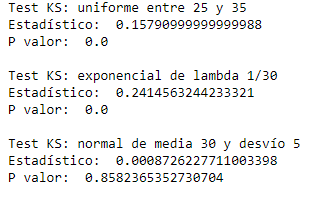 Test KS: uniforme entre 25 y 35
Estadístico:  0.15790999999999988
P valor:  0.0

Test KS: exponencial de lambda 1/30
Estadístico:  0.2414563244233321
P valor:  0.0

Test KS: normal de media 30 y desvío 5
Estadístico:  0.0008726227711003398
P valor:  0.8582365352730704